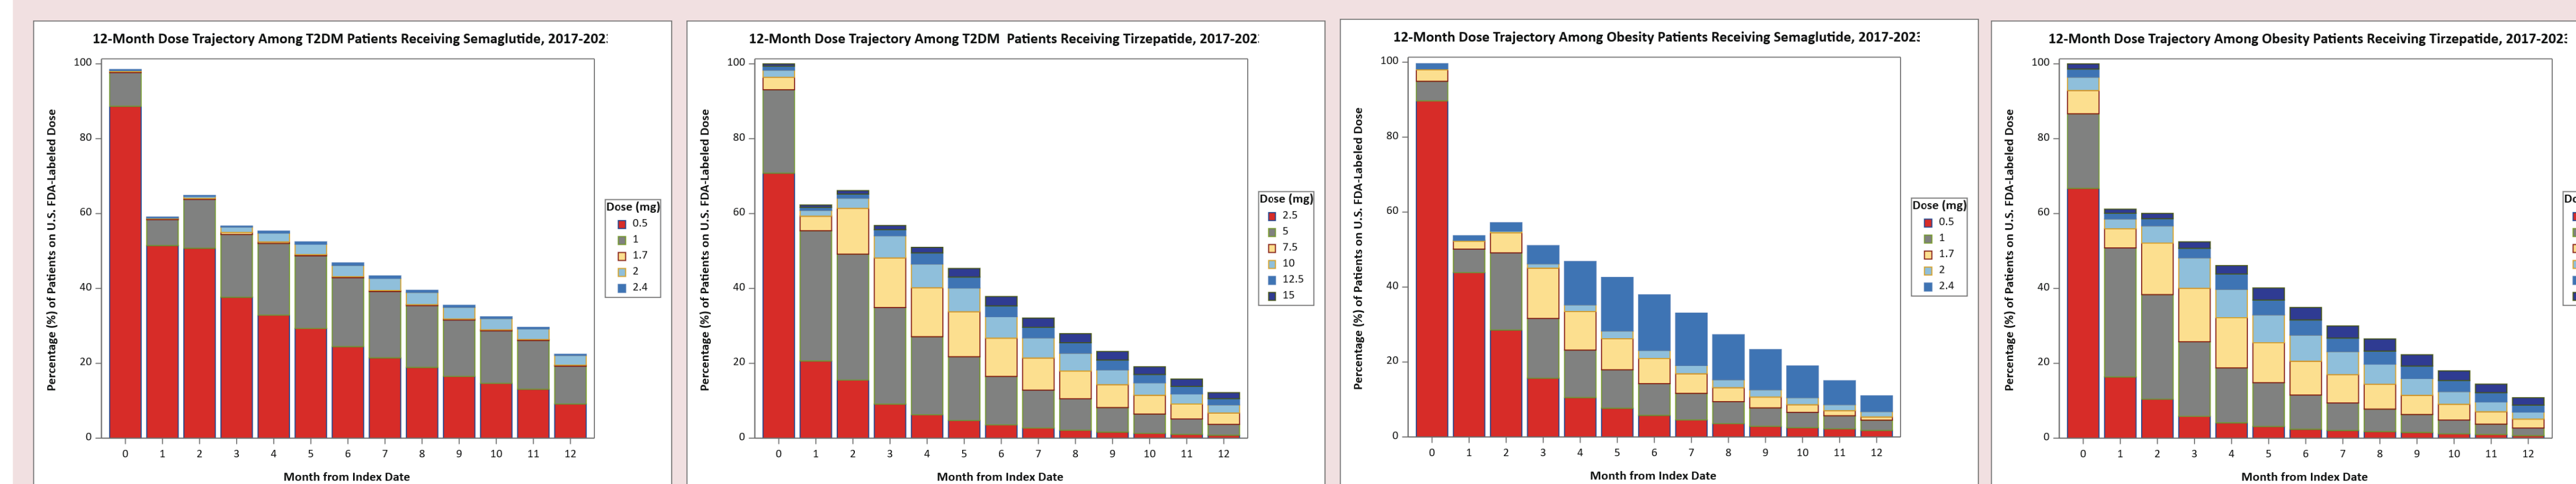 12-Month Dose Trajectory Among T2DM Patients Receiving Semaglutide, 2017-202
Percentage (%) of Patients on U.S. FDA-Labeled Dose
100
80
60
40
20
0
0 1 2 3 4 5 6 7 8 9 10 11 12
Month from Index Date
Dose (mg)
0.5
1
1.7
2
2.4
12-Month Dose Trajectory Among T2DM Patients Receiving Tirzepatide, 2017-202
Percentage (%) of Patients on U.S. FDA-Labeled Dose
100
80
60
40
20
0
0 1 2 3 4 5 6 7 8 9 10 11 12
Month from Index Date
Dose (mg)
2.5
5
7.5
10
12.5
15
12-Month Dose Trajectory Among Obesity Patients Receiving Semaglutide, 2017-2023
Percentage (%) of Patients on U.S. FDA-Labeled Dose
100
80
60
40
20
0
0 1 2 3 4 5 6 7 8 9 10 11 12
Month from Index Date
Dose (mg)
0.5
1
1.7
2
2.4
12-Month Dose Trajectory Among Obesity Patients Receiving Tirzepatide, 2017-2023
Percentage (%) of Patients on U.S. FDA-Labeled Dose
100
80
60
40
20
0
0 1 2 3 4 5 6 7 8 9 10 11 12
Month from Index Date